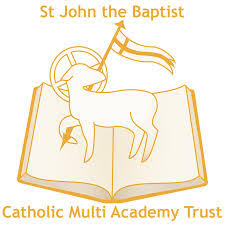 St John the Baptist
Catholic Multi Academy Trust